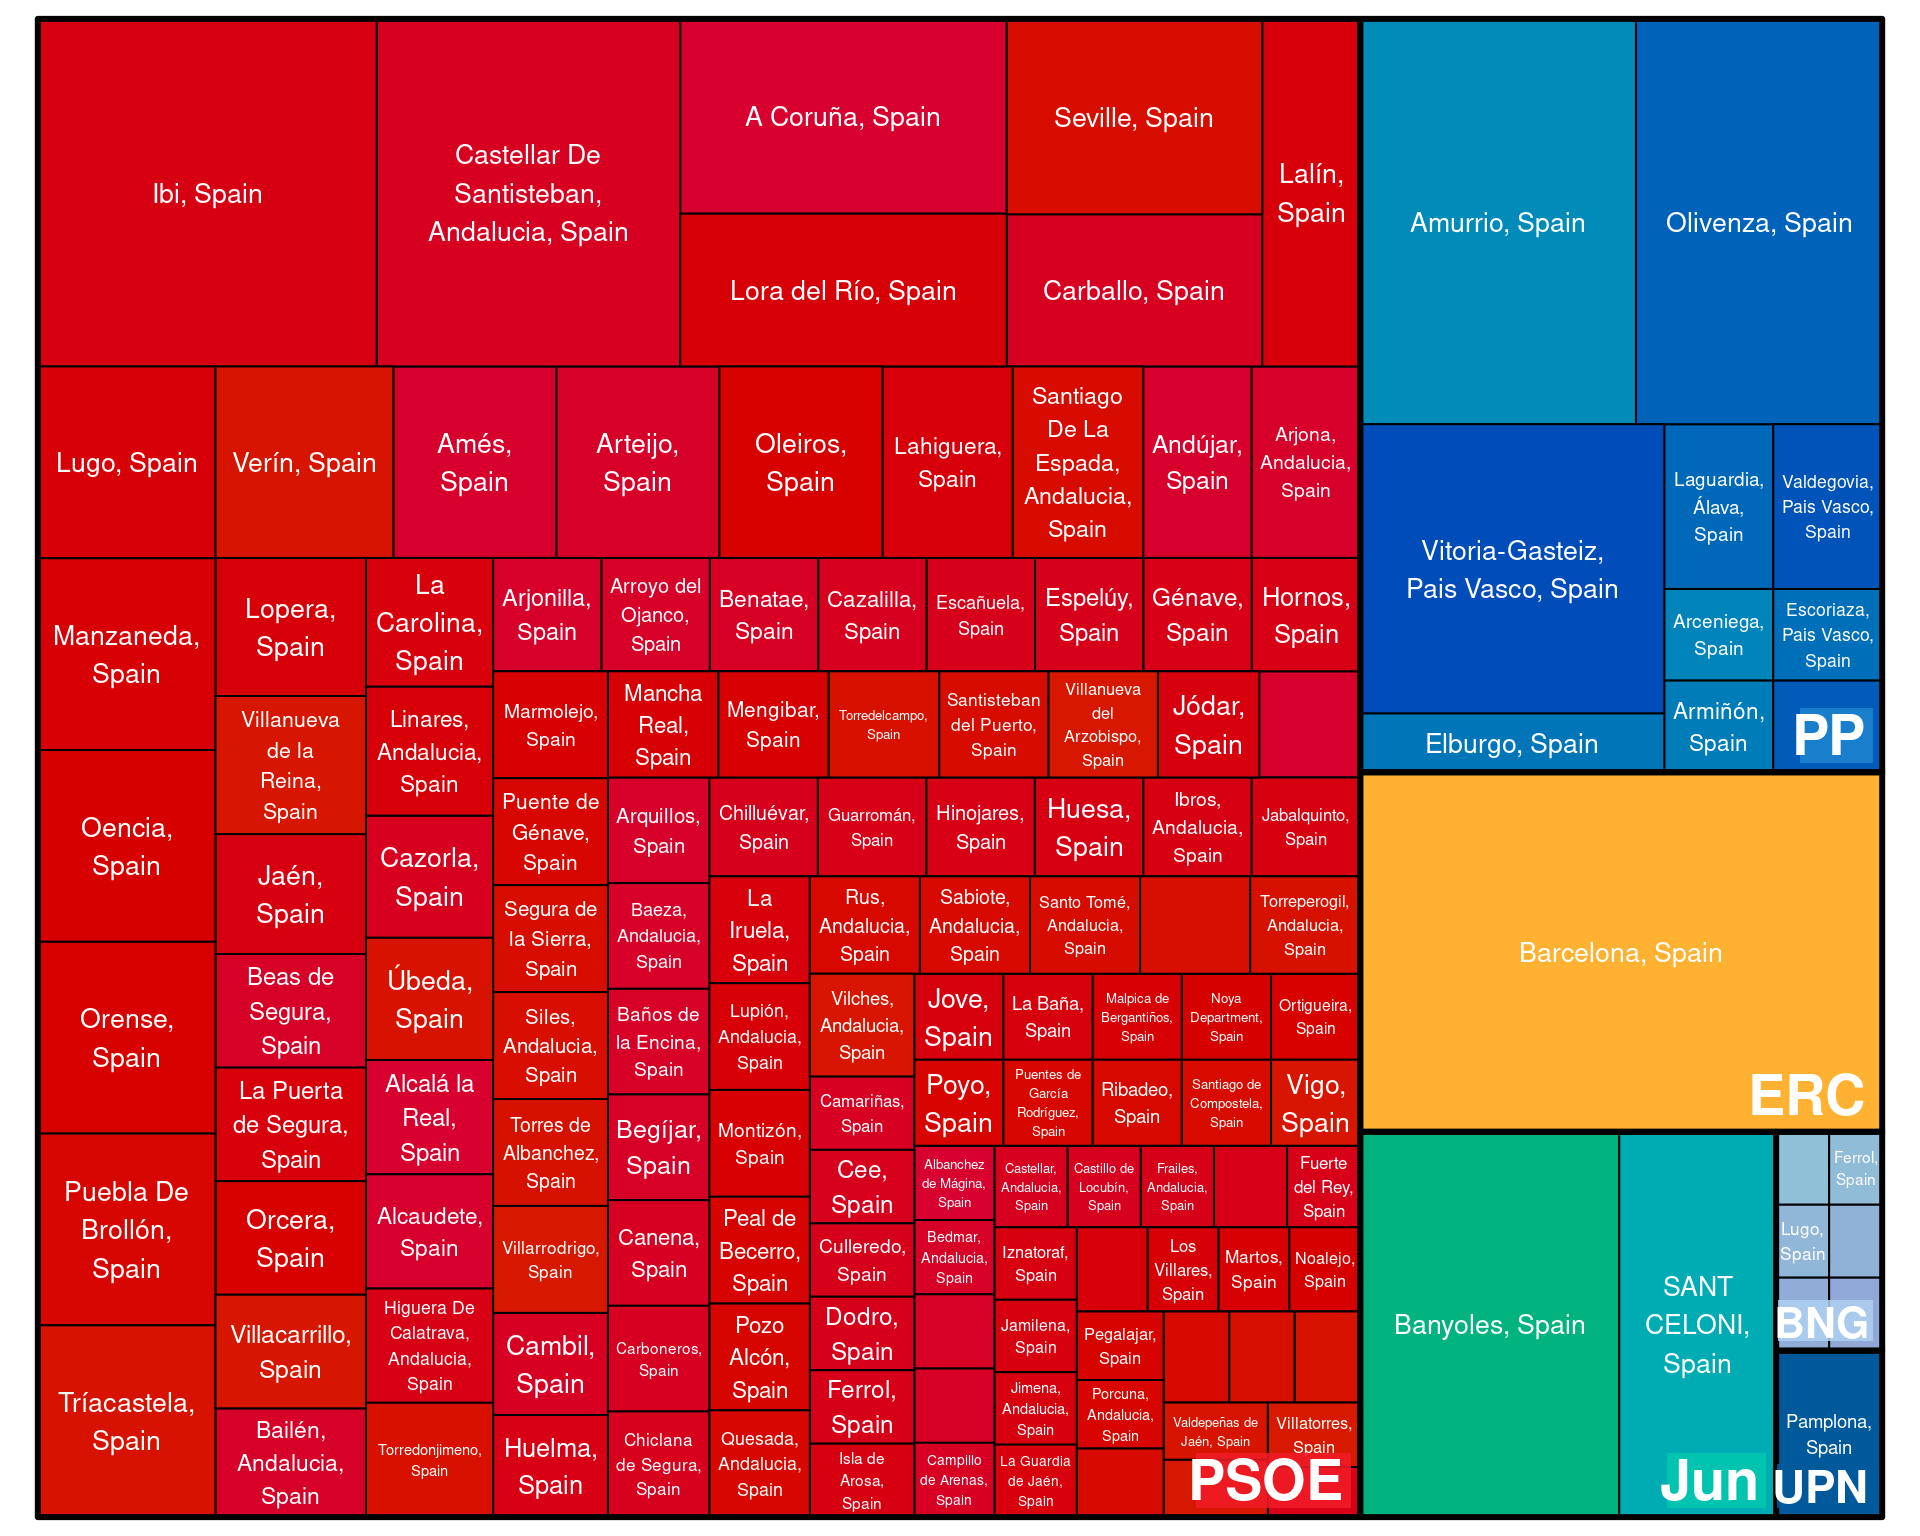 Ibi, Spain
Castellar De
Santisteban,
Andalucia, Spain
A Coruña, Spain
Lora del Río, Spain
Seville, Spain
Carballo, Spain
Lalín,
Spain
Lugo, Spain
Verín, Spain
Amés,
Spain
Arteijo,
Spain
Oleiros,
Spain
Lahiguera,
Spain
Santiago
De La
Espada,
Andalucia,
Spain
Andújar,
Spain
Arjona,
Andalucia,
Spain
Manzaneda,
Spain
Oencia,
Spain
Orense,
Spain
Puebla De
Brollón,
Spain
Tríacastela,
Spain
Lopera,
Spain
Villanueva
de la
Reina,
Spain
Jaén,
Spain
Beas de
Segura,
Spain
La Puerta
de Segura,
Spain
Orcera,
Spain
Villacarrillo,
Spain
Bailén,
Andalucia,
Spain
La
Carolina,
Spain
Linares,
Andalucia,
Spain
Cazorla,
Spain
Úbeda,
Spain
Alcalá la
Real,
Spain
Alcaudete,
Spain
Higuera De
Calatrava,
Andalucia,
Spain
Torredonjimeno,
Spain
Arjonilla,
Spain
Arroyo del
Ojanco,
Spain
Benatae,
Spain
Cazalilla,
Spain
Escañuela,
Spain
Espelúy,
Spain
Génave,
Spain
Hornos,
Spain
Marmolejo,
Spain
Mancha
Real,
Spain
Mengibar,
Spain
Torredelcampo,
Spain
Santisteban
del Puerto,
Spain
Villanueva
del
Arzobispo,
Spain
Jódar,
Spain
Puente de
Génave,
Spain
Segura de
la Sierra,
Spain
Siles,
Andalucia,
Spain
Torres de
Albanchez,
Spain
Villarrodrigo,
Spain
Cambil,
Spain
Huelma,
Spain
Arquillos,
Spain
Baeza,
Andalucia,
Spain
Baños de
la Encina,
Spain
Begíjar,
Spain
Canena,
Spain
Carboneros,
Spain
Chiclana
de Segura,
Spain
Chilluévar,
Spain
Guarromán,
Spain
Hinojares,
Spain
Huesa,
Spain
Ibros,
Andalucia,
Spain
Jabalquinto,
Spain
La
Iruela,
Spain
Lupión,
Andalucia,
Spain
Montizón,
Spain
Peal de
Becerro,
Spain
Pozo
Alcón,
Spain
Quesada,
Andalucia,
Spain
Rus,
Andalucia,
Spain
Sabiote,
Andalucia,
Spain
Santo Tomé,
Andalucia,
Spain
Torreperogil,
Andalucia,
Spain
Vilches,
Andalucia,
Spain
Camariñas,
Spain
Cee,
Spain
Culleredo,
Spain
Dodro,
Spain
Ferrol,
Spain
Isla de
Arosa,
Spain
Jove,
Spain
La Baña,
Spain
Malpica de
Bergantiños,
Spain
Noya
Department,
Spain
Ortigueira,
Spain
Poyo,
Spain
Puentes de
García
Rodríguez,
Spain
Ribadeo,
Spain
Santiago de
Compostela,
Spain
Vigo,
Spain
Albanchez
de Mágina,
Spain
Bedmar,
Andalucia,
Spain
Campillo
de Arenas,
Spain
Castellar,
Andalucia,
Spain
Castillo de
Locubín,
Spain
Frailes,
Andalucia,
Spain
Fuerte
del Rey,
Spain
Iznatoraf,
Spain
Jamilena,
Spain
Jimena,
Andalucia,
Spain
La Guardia
de Jaén,
Spain
Los
Villares,
Spain
Martos,
Spain
Noalejo,
Spain
Pegalajar,
Spain
Porcuna,
Andalucia,
Spain
Valdepeñas de
Jaén, Spain
Villatorres,
Spain
PSOE
Amurrio, Spain
Olivenza, Spain
Vitoria-Gasteiz,
Pais Vasco, Spain
Elburgo, Spain
Laguardia,
Álava,
Spain
Valdegovia,
Pais Vasco,
Spain
Arceniega,
Spain
Escoriaza,
Pais Vasco,
Spain
Armiñón,
Spain
PP
Barcelona, Spain
ERC
Banyoles, Spain
SANT
CELONI,
Spain
Jun
Ferrol,
Spain
Lugo,
Spain
BNG
Pamplona,
Spain
UPN